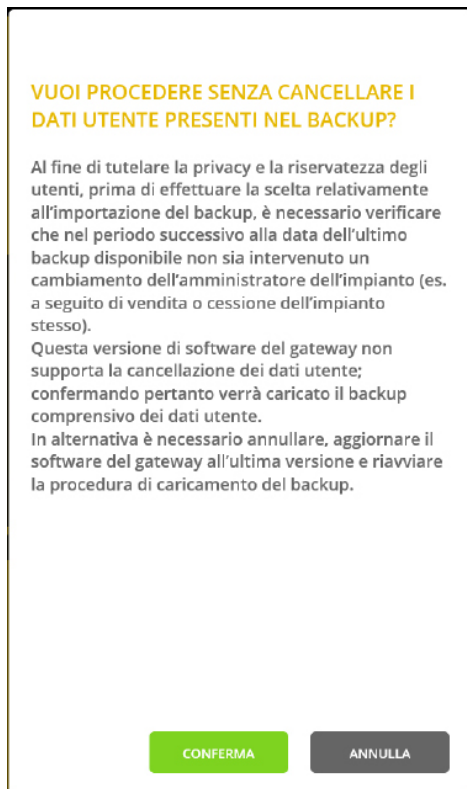 VUOI PROCEDERE SENZA CANCELLARE I
DATI UTENTE PRESENTI NEL BACKUP?
Al fine di tutelare la privacy e la riservatezza degli
utenti, prima di effettuare la scelta relativamente
all'importazione del backup, è necessario verificare
che nel periodo successivo alla data dell'ultimo
backup disponibile non sia intervenuto un
cambiamento dell'amministratore dell'impianto (es.
a seguito di vendita o cessione dell'impianto
stesso).
Questa versione di software del gateway non
supporta la cancellazione dei dati utente;
confermando pertanto verrà caricato il backup
comprensivo dei dati utente.
In alternativa è necessario annullare, aggiornare il
software del gateway all'ultima versione e riavviare
la procedura di caricamento del backup.
CONFERMA ANNULLA